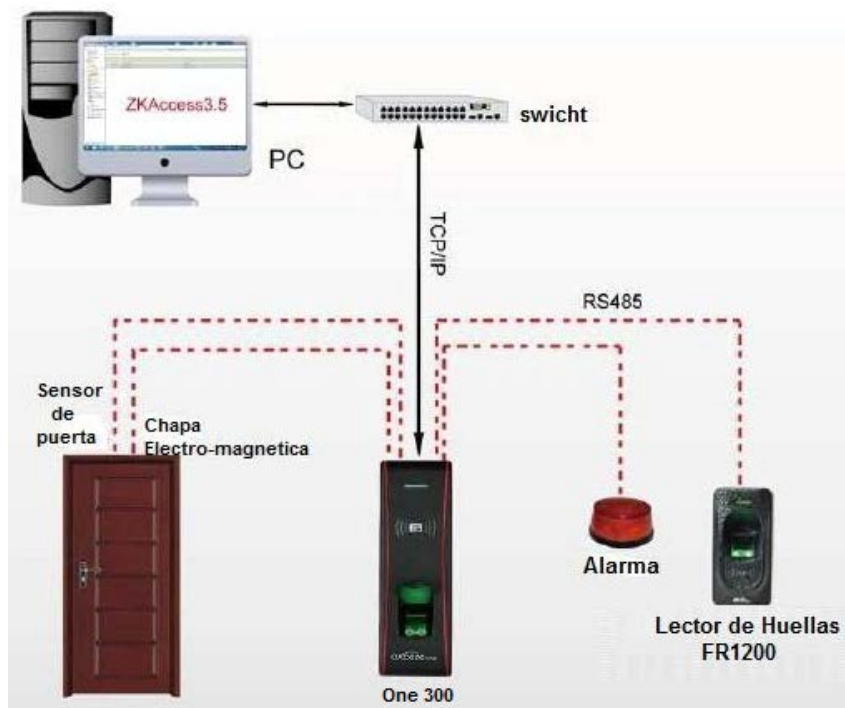 ZKAccess3.5
PC
swicht
TCP/IP
RS485
Sensor
de
puerta
Chapa
Electro-magnetica
Alarma
Lector de Huellas
FR1200
One 300